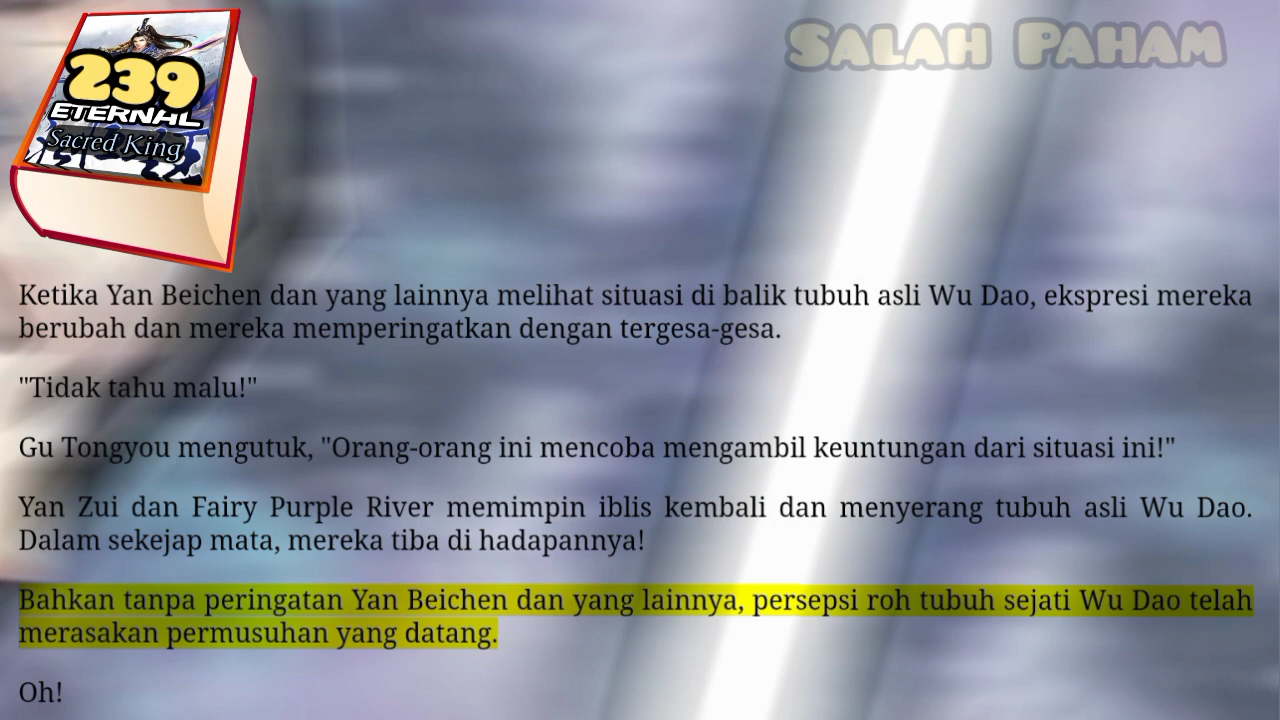 Salah Paham
239
ETERNAL
Sacred King
Ketika Yan Beichen dan yang lainnya melihat situasi di balik tubuh asli Wu Dao, ekspresi mereka
berubah dan mereka memperingatkan dengan tergesa-gesa.
"Tidak tahu malu!"
Gu Tongyou mengutuk, "Orang-orang ini mencoba mengambil keuntungan dari situasi ini!"
Yan Zui dan Fairy Purple River memimpin iblis kembali dan menyerang tubuh asli Wu Dao.
Dalam sekejap mata, mereka tiba di hadapannya!
Bahkan tanpa peringatan Yan Beichen dan yang lainnya, persepsi roh tubuh sejati Wu Dao telah
merasakan permusuhan yang datang.
Oh!